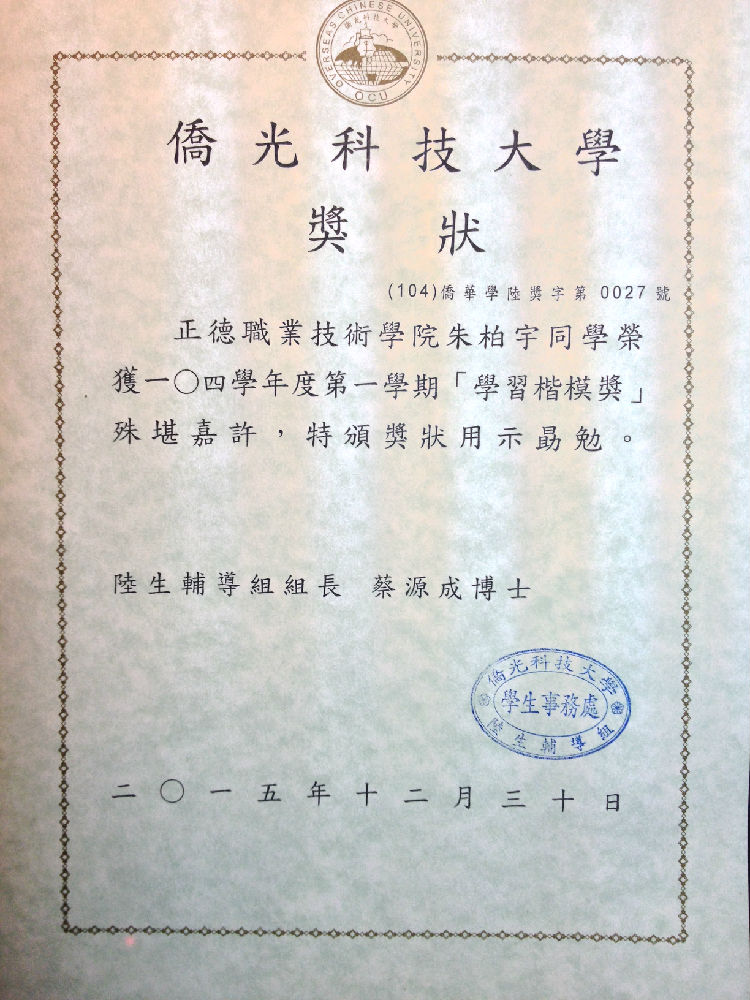 OVERSEAS CHINESE UNIVERSITY
僑光科技大學
OCU
僑光科技大學
獎狀
(104)僑華學陸獎字第 0027 號
正德職業技術學院朱柏宇同學榮
獲一〇四學年度第一學期「學習楷模獎」
殊堪嘉許，特頒獎狀用示勗勉。
陸生輔導組組長 蔡源成博士
僑光科技大學
學生事務處
陸生輔導組
二〇一五年十二月三十日